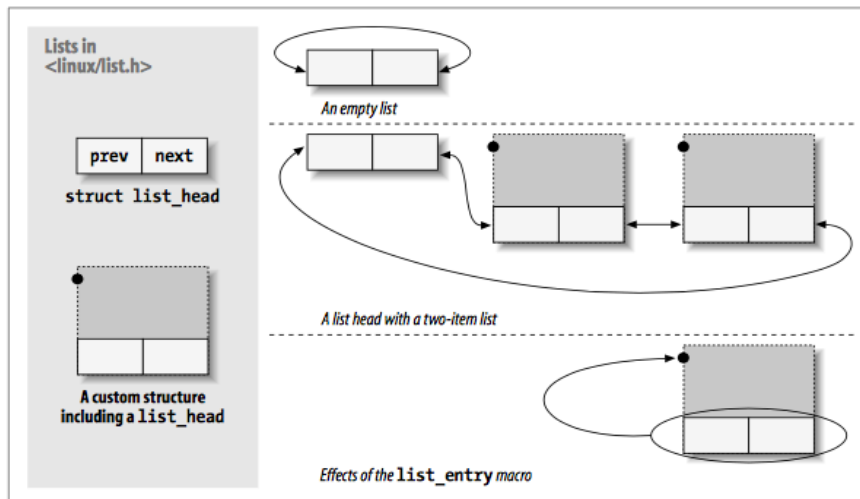 Lists in
<linux/list.h>
prev next
struct list_head
A custom structure
including a list_head
An empty list
A list head with a two-item list
Effects of the list_entry macro